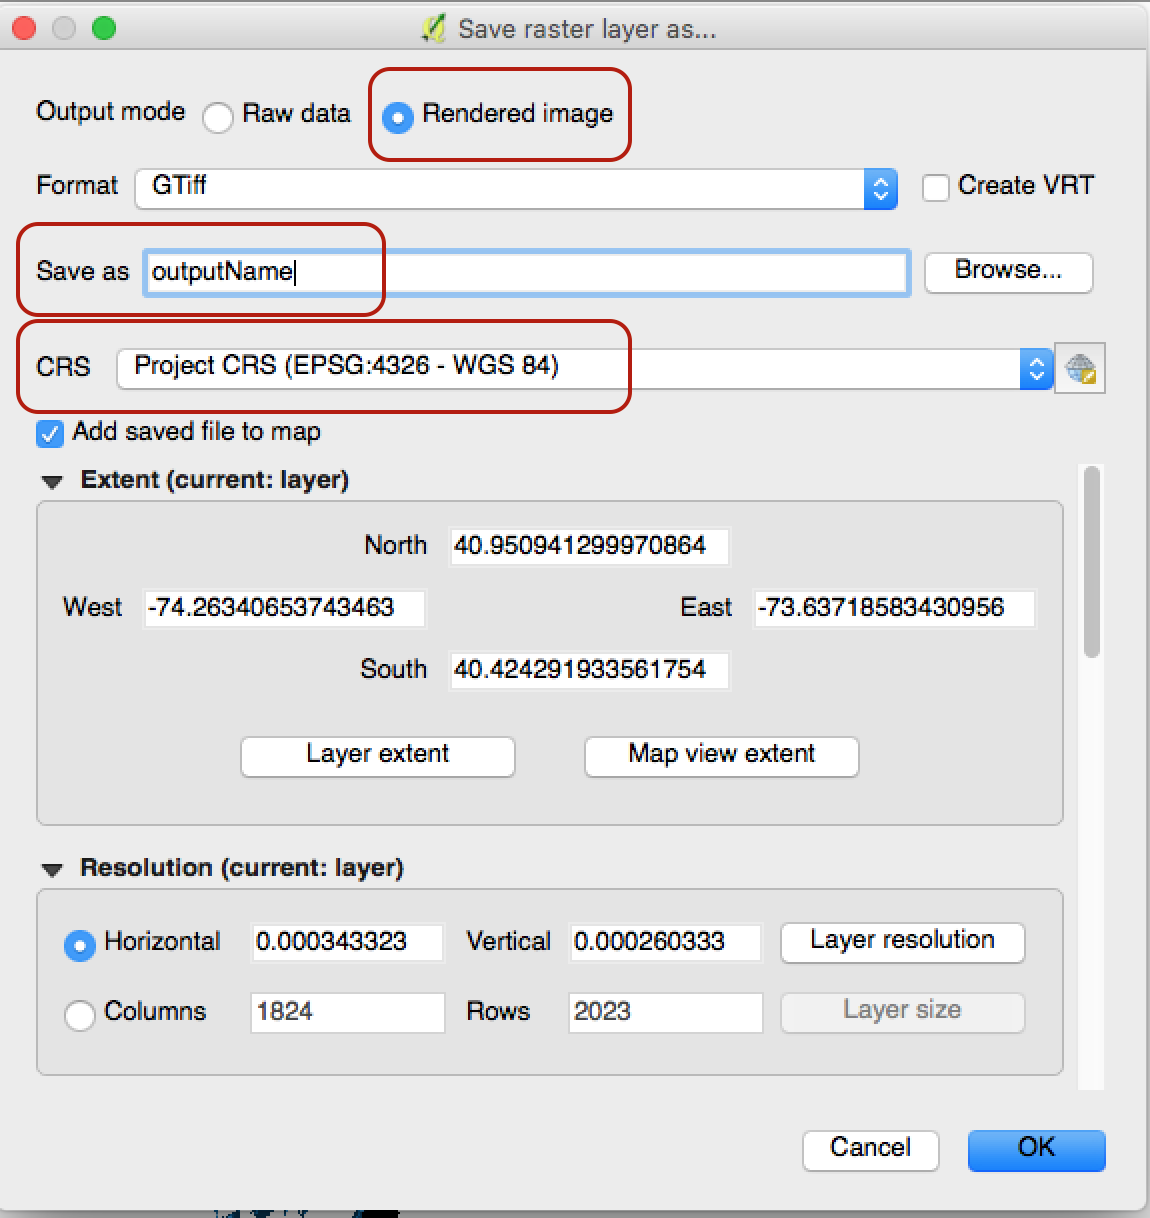 Save raster layer as...
Output mode Raw data Rendered image
Format GTiff Create VRT
Save as outputName Browse...
CRS Project CRS (EPSG:4326 - WGS 84)
Add saved file to map
Extent (current: layer)
North 40.950941299970864
West -74.26340653743463 East -73.63718583430956
South 40.424291933561754
Layer extent Map view extent
Resolution (current: layer)
Horizontal 0.000343323 Vertical 0.000260333 Layer resolution
Columns 1824 Rows 2023 Layer size
Cancel OK